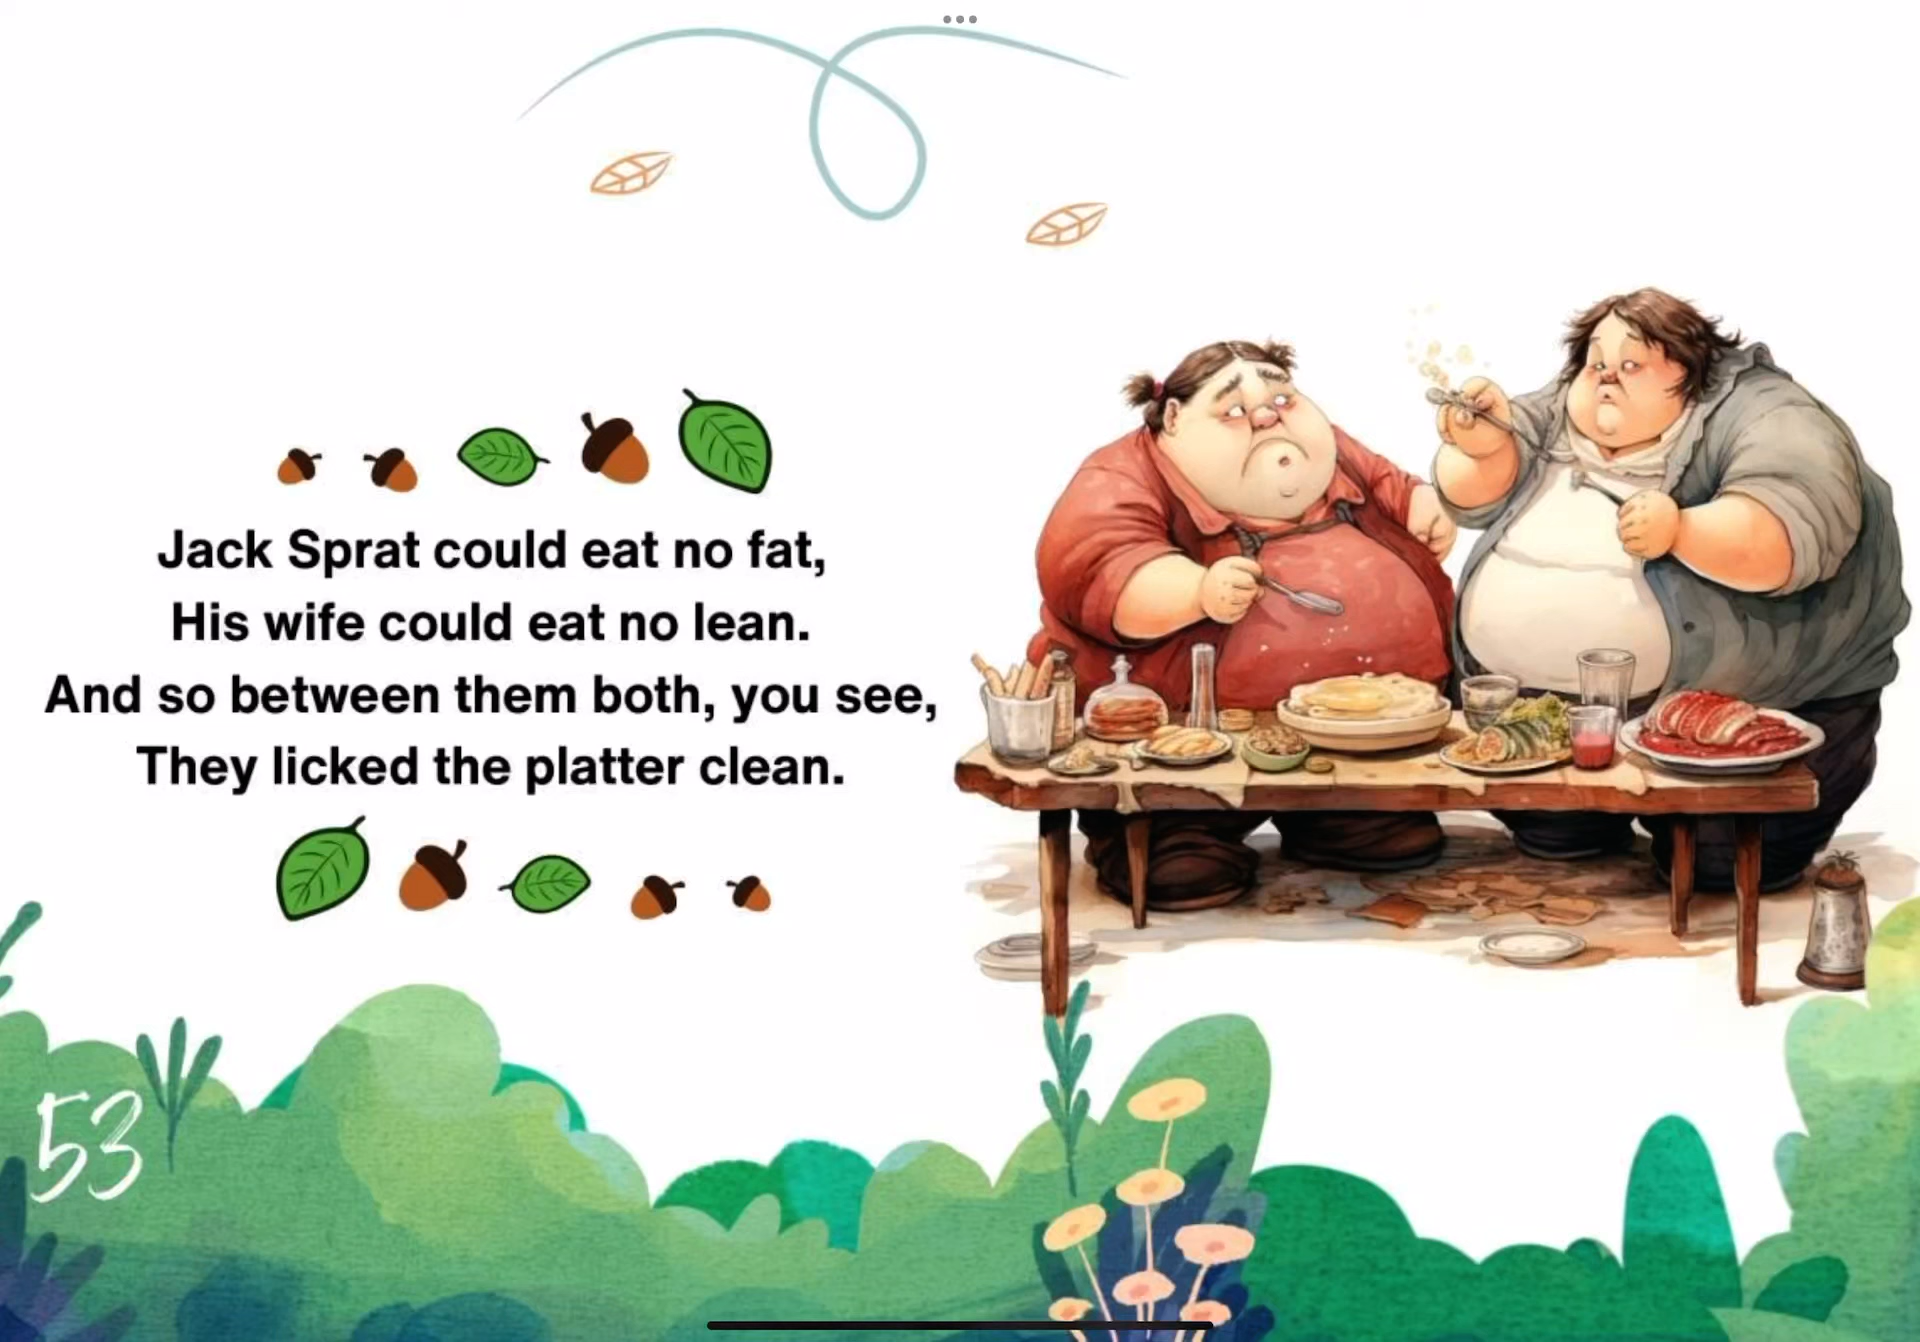 Jack Sprat could eat no fat,
His wife could eat no lean.
And so between them both, you see,
They licked the platter clean.
53